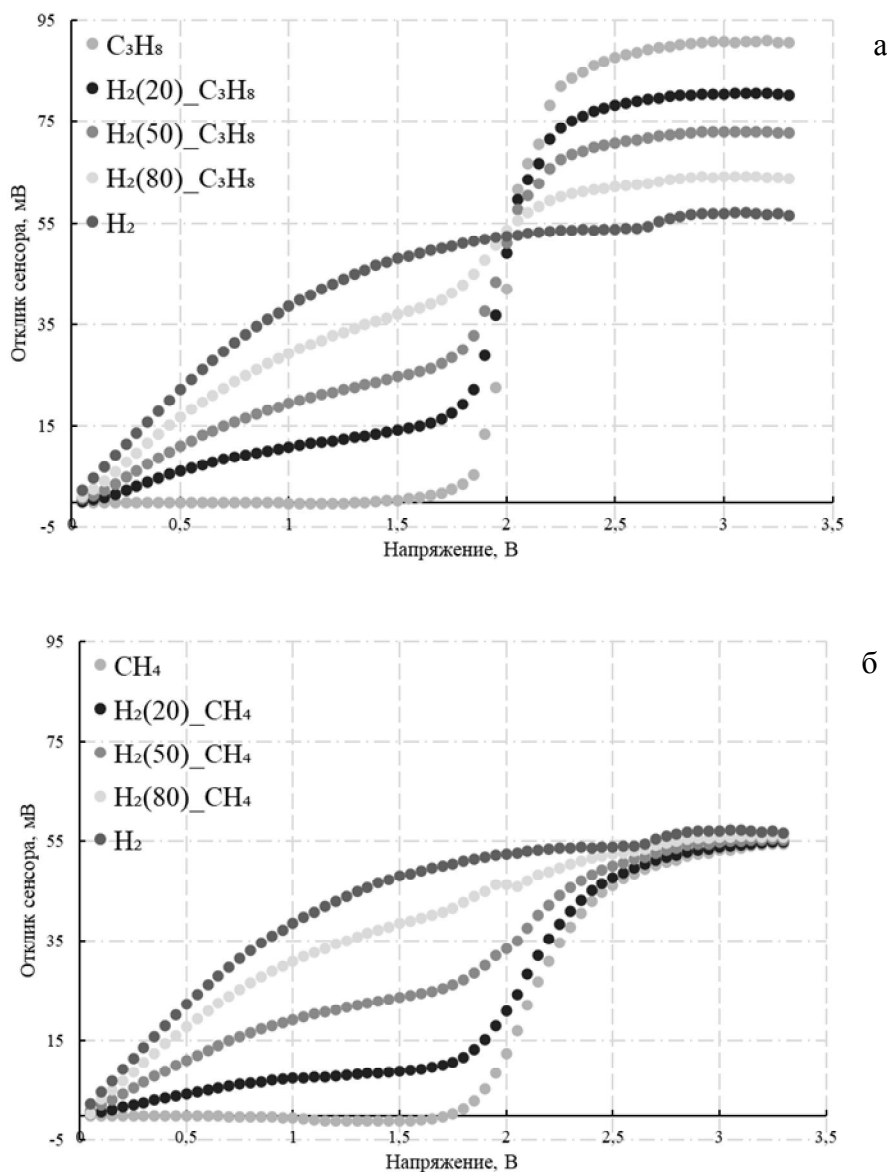 а
95
75
55
35
15
-5
Отклик сенсора, мВ
C₃H₈
H₂(20)_C₃H₈
H₂(50)_C₃H₈
H₂(80)_C₃H₈
H₂
0 0,5 1 1,5 2 2,5 3 3,5
Напряжение, В
б
95
75
55
35
15
-5
Отклик сенсора, мВ
CH₄
H₂(20)_CH₄
H₂(50)_CH₄
H₂(80)_CH₄
H₂
0 0,5 1 1,5 2 2,5 3 3,5
Напряжение, В